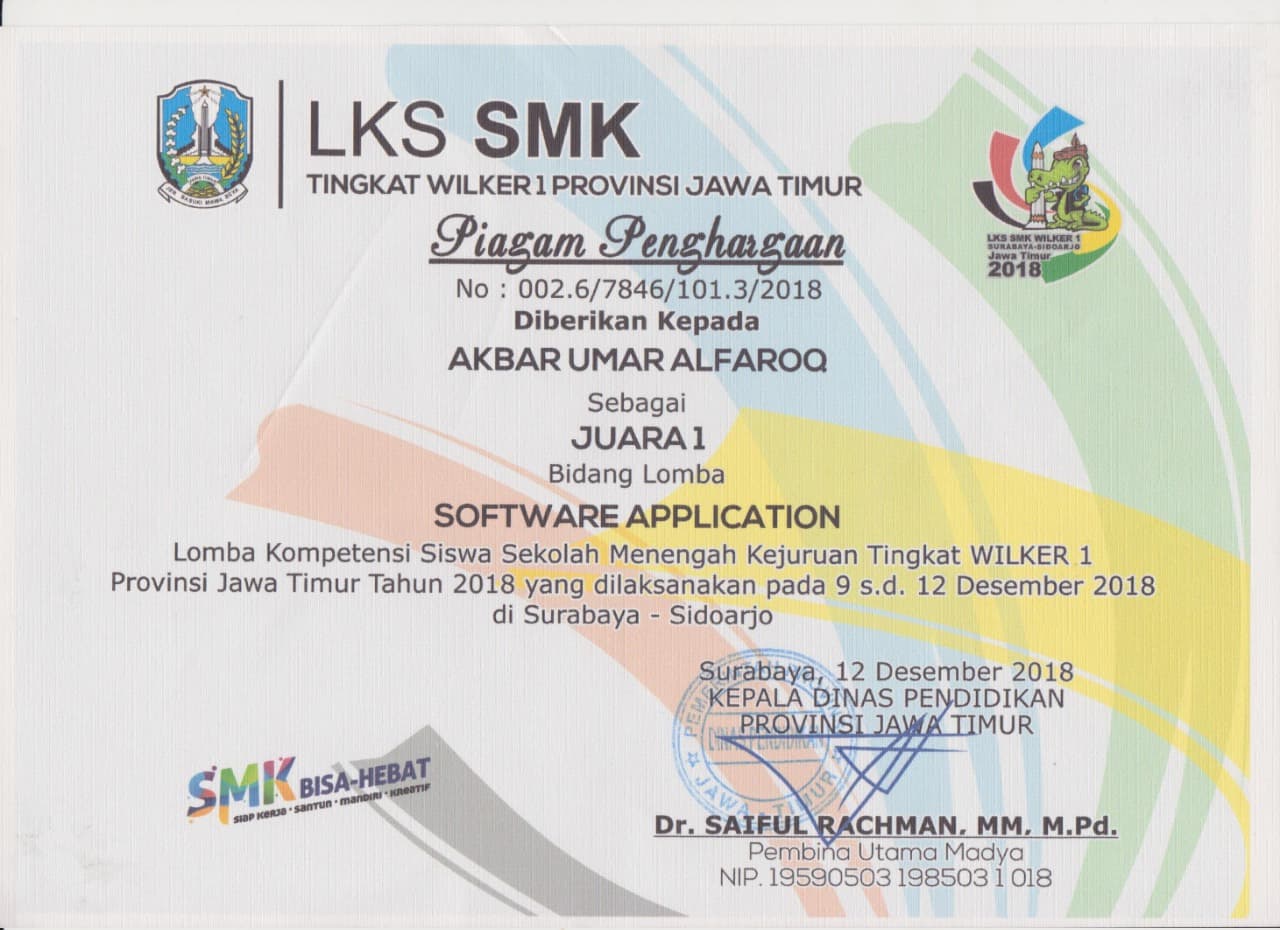 LKS SMK
TINGKAT WILKER 1 PROVINSI JAWA TIMUR
JAWA TIMUR
JER BASUKI MAWA BEYA
LKS SMK WILKER 1
SURABAYA-SIDOARJO
Jawa Timur
2018
Piagam Penghargaan
No : 002.6/7846/101.3/2018
Diberikan Kepada
AKBAR UMAR ALFAROQ
Sebagai
JUARA 1
Bidang Lomba
SOFTWARE APPLICATION
Lomba Kompetensi Siswa Sekolah Menengah Kejuruan Tingkat WILKER 1
Provinsi Jawa Timur Tahun 2018 yang dilaksanakan pada 9 s.d. 12 Desember 2018
di Surabaya - Sidoarjo
Surabaya, 12 Desember 2018
KEPALA DINAS PENDIDIKAN
PROVINSI JAWA TIMUR
DINAS PENDIDIKAN
JAWA TIMUR
SMK BISA-HEBAT
SIAP KERJA • SANTUN • MANDIRI • KREATIF
Dr. SAIFUL RACHMAN, MM, M.Pd.
Pembina Utama Madya
NIP. 19590503 198503 1 018